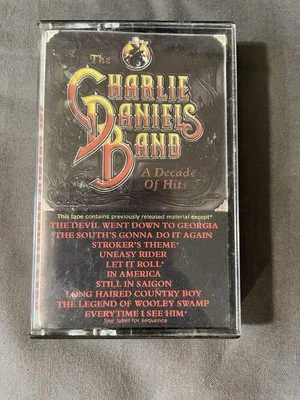 The
CHARLIE
DANIELS
BAND
A Decade
Of Hits
This tape contains previously released material except*
THE DEVIL WENT DOWN TO GEORGIA
THE SOUTH'S GONNA DO IT AGAIN
STROKER'S THEME*
UNEASY RIDER
LET IT ROLL*
IN AMERICA
STILL IN SAIGON
LONG HAIRED COUNTRY BOY
THE LEGEND OF WOOLEY SWAMP
EVERYTIME I SEE HIM*
See label for sequence